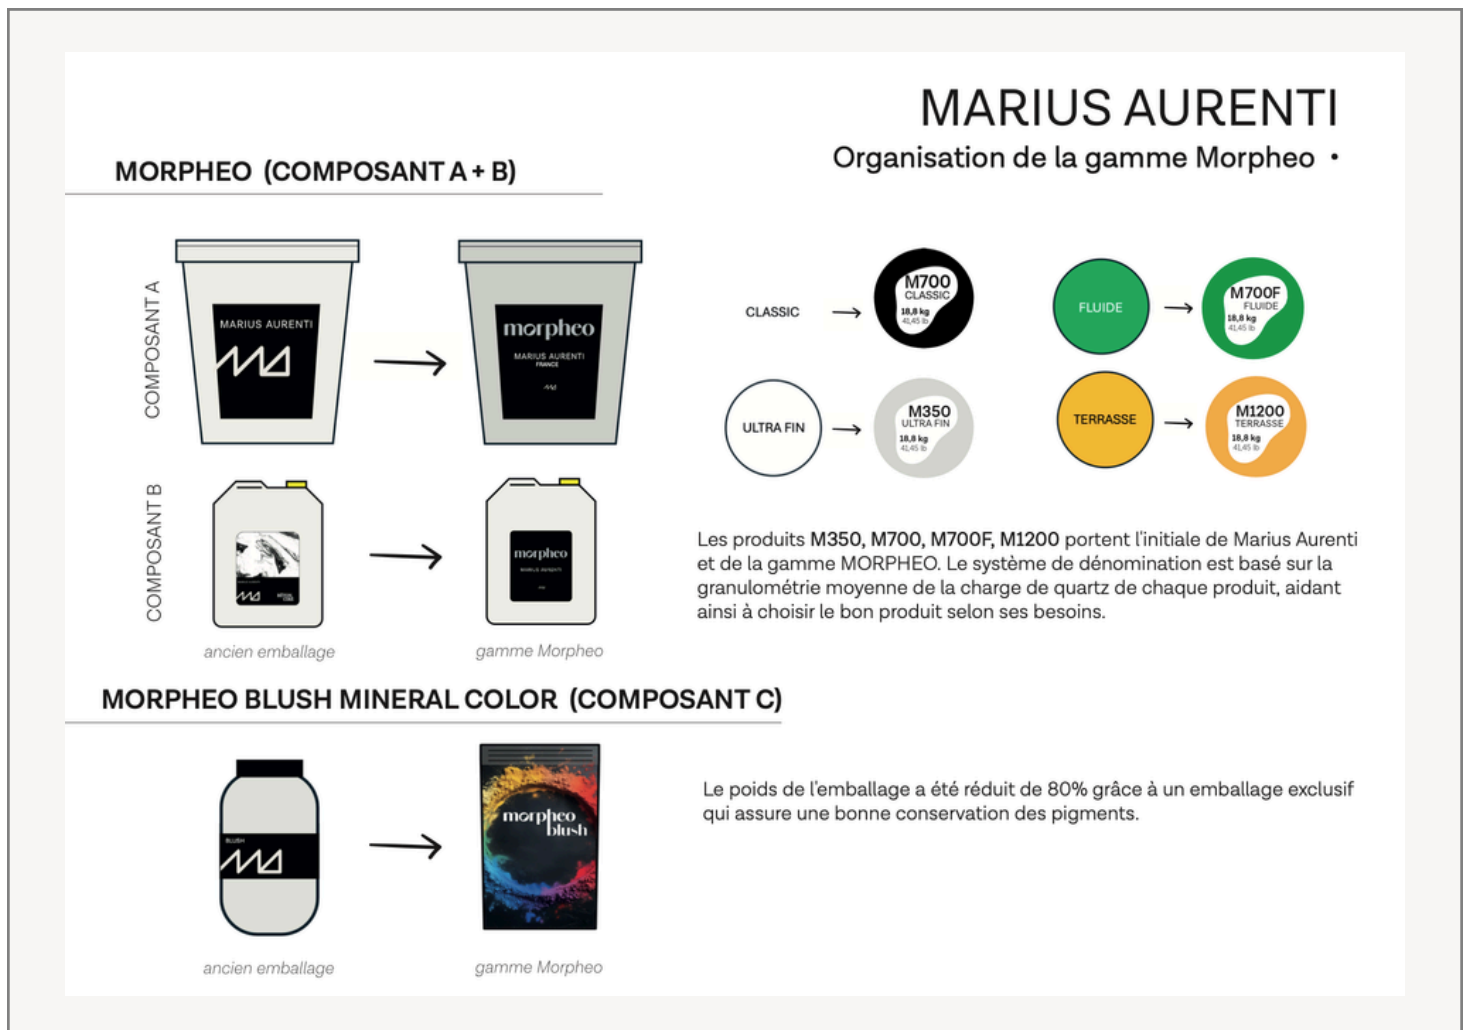 MARIUS AURENTI
Organisation de la gamme Morpheo •
MORPHEO (COMPOSANT A + B)
COMPOSANT A
MARIUS AURENTI
morpheo
MARIUS AURENTI
FRANCE
CLASSIC
M700
CLASSIC
18,8 kg
41,45 lb
FLUIDE
M700F
FLUIDE
18,8 kg
41,45 lb
ULTRA FIN
M350
ULTRA FIN
18,8 kg
41,45 lb
TERRASSE
M1200
TERRASSE
18,8 kg
41,45 lb
COMPOSANT B
morpheo
MARIUS AURENTI
ancien emballage
gamme Morpheo
Les produits M350, M700, M700F, M1200 portent l'initiale de Marius Aurenti
et de la gamme MORPHEO. Le système de dénomination est basé sur la
granulométrie moyenne de la charge de quartz de chaque produit, aidant
ainsi à choisir le bon produit selon ses besoins.
MORPHEO BLUSH MINERAL COLOR (COMPOSANT C)
BLUSH
morpheo
blush
ancien emballage
gamme Morpheo
Le poids de l'emballage a été réduit de 80% grâce à un emballage exclusif
qui assure une bonne conservation des pigments.